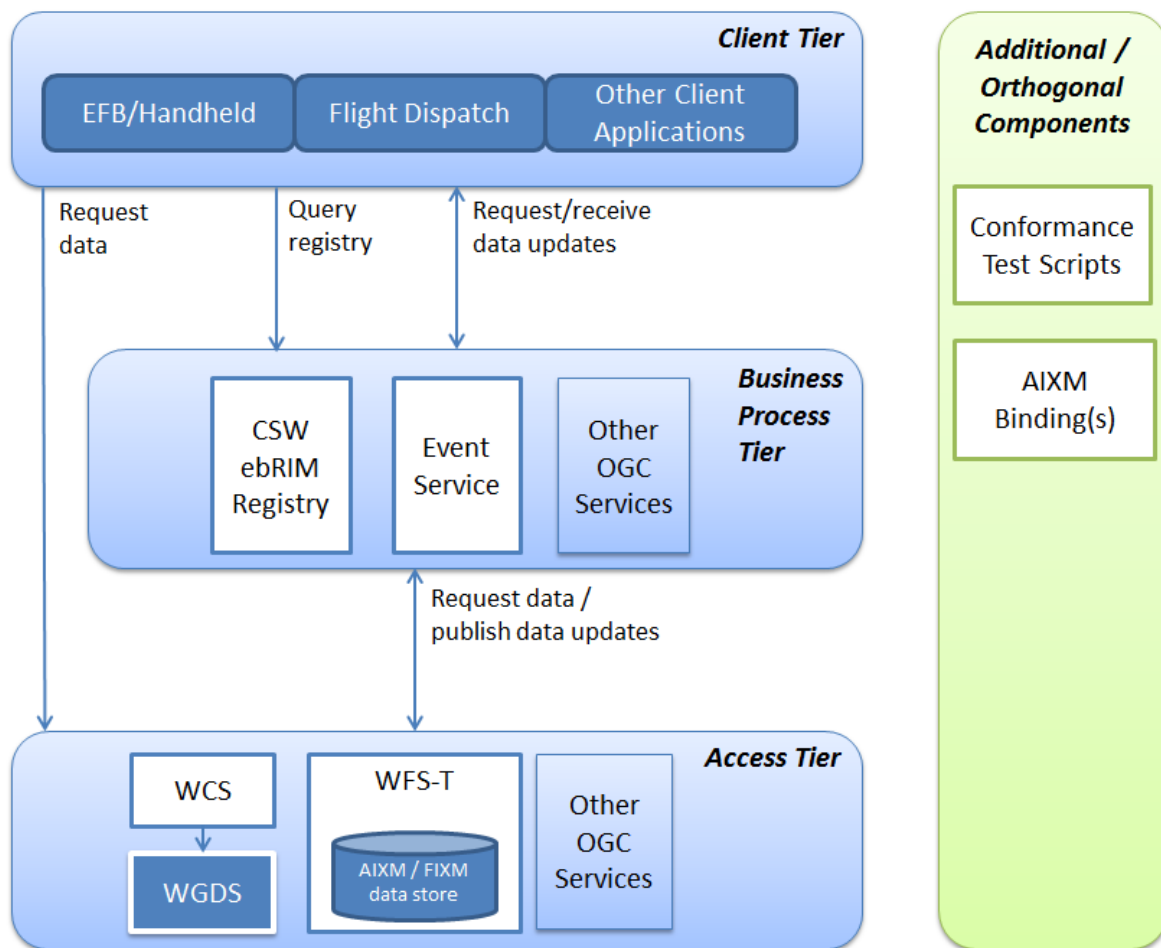 Client Tier
EFB/Handheld
Flight Dispatch
Other Client
Applications
Request
data
Query
registry
Request/receive
data updates
Business
Process
Tier
CSW
ebRIM
Registry
Event
Service
Other
OGC
Services
Request data /
publish data updates
Access Tier
WCS
WGDS
WFS-T
AIXM / FIXM
data store
Other
OGC
Services
Additional /
Orthogonal
Components
Conformance
Test Scripts
AIXM
Binding(s)